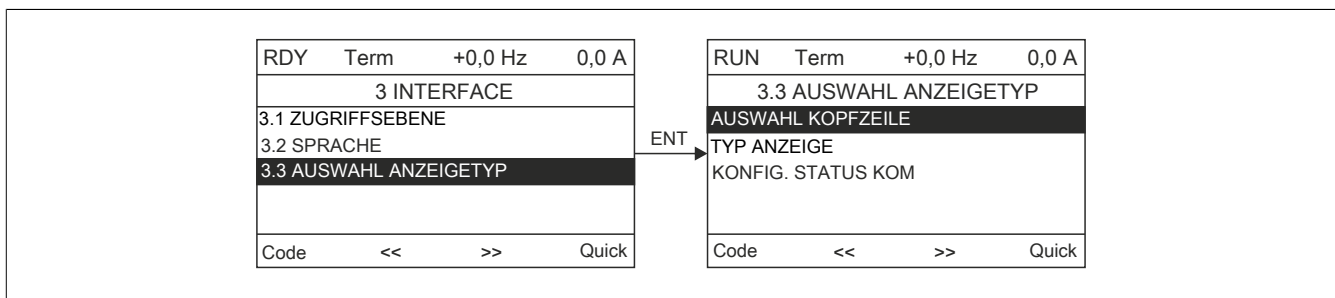 RDY Term +0,0 Hz 0,0 A
3 INTERFACE
3.1 ZUGRIFFSEBENE
3.2 SPRACHE
3.3 AUSWAHL ANZEIGETYP
Code << >> Quick
ENT
RUN Term +0,0 Hz 0,0 A
3.3 AUSWAHL ANZEIGETYP
AUSWAHL KOPFZEILE
TYP ANZEIGE
KONFIG. STATUS KOM
Code << >> Quick